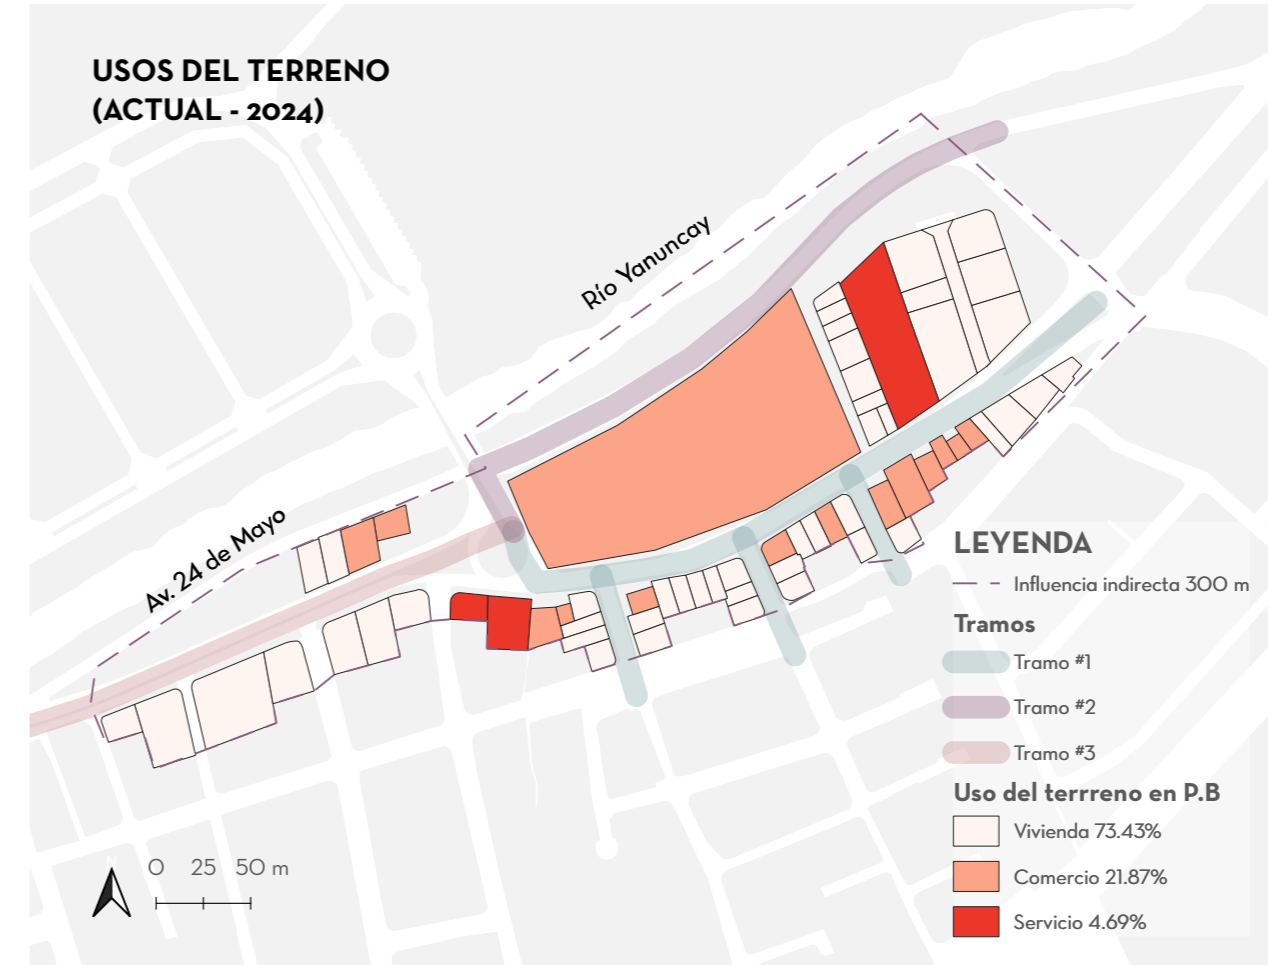 USOS DEL TERRENO
(ACTUAL - 2024)
Río Yanuncay
Av. 24 de Mayo
LEYENDA
Influencia indirecta 300 m
Tramos
Tramo #1
Tramo #2
Tramo #3
Uso del terrreno en P.B
Vivienda 73.43%
Comercio 21.87%
Servicio 4.69%
N
0 25 50 m